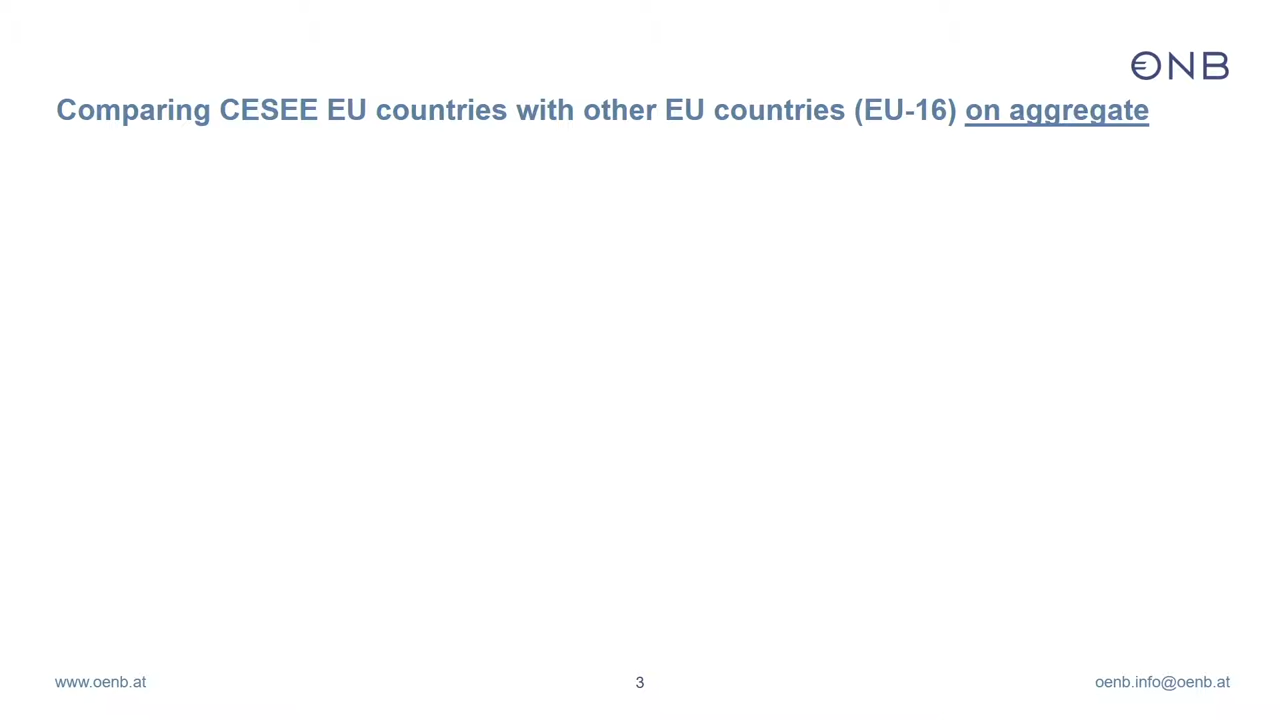 ONB
Comparing CESEE EU countries with other EU countries (EU-16) on aggregate
www.oenb.at
3
oenb.info@oenb.at